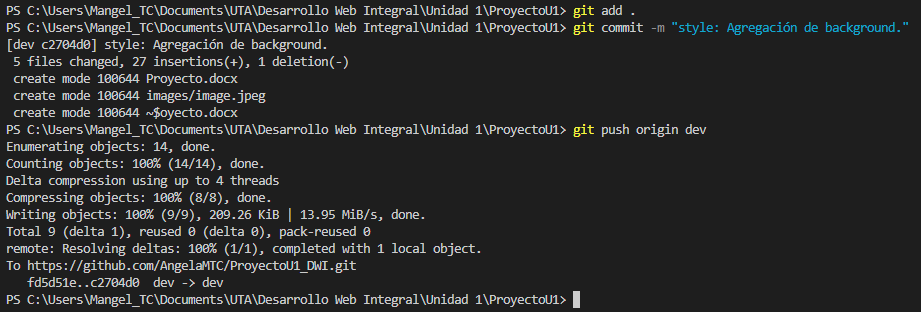 PS C:\Users\Mangel_TC\Documents\UTA\Desarrollo Web Integral\Unidad 1\ProyectoU1> git add .
PS C:\Users\Mangel_TC\Documents\UTA\Desarrollo Web Integral\Unidad 1\ProyectoU1> git commit -m "style: Agregación de background."
[dev c2704d0] style: Agregación de background.
 5 files changed, 27 insertions(+), 1 deletion(-)
 create mode 100644 Proyecto.docx
 create mode 100644 images/image.jpeg
 create mode 100644 ~$oyecto.docx
PS C:\Users\Mangel_TC\Documents\UTA\Desarrollo Web Integral\Unidad 1\ProyectoU1> git push origin dev
Enumerating objects: 14, done.
Counting objects: 100% (14/14), done.
Delta compression using up to 4 threads
Compressing objects: 100% (8/8), done.
Writing objects: 100% (9/9), 209.26 KiB | 13.95 MiB/s, done.
Total 9 (delta 1), reused 0 (delta 0), pack-reused 0
remote: Resolving deltas: 100% (1/1), completed with 1 local object.
To https://github.com/AngelaMTC/ProyectoU1_DWI.git
   fd5d51e..c2704d0  dev -> dev
PS C:\Users\Mangel_TC\Documents\UTA\Desarrollo Web Integral\Unidad 1\ProyectoU1>